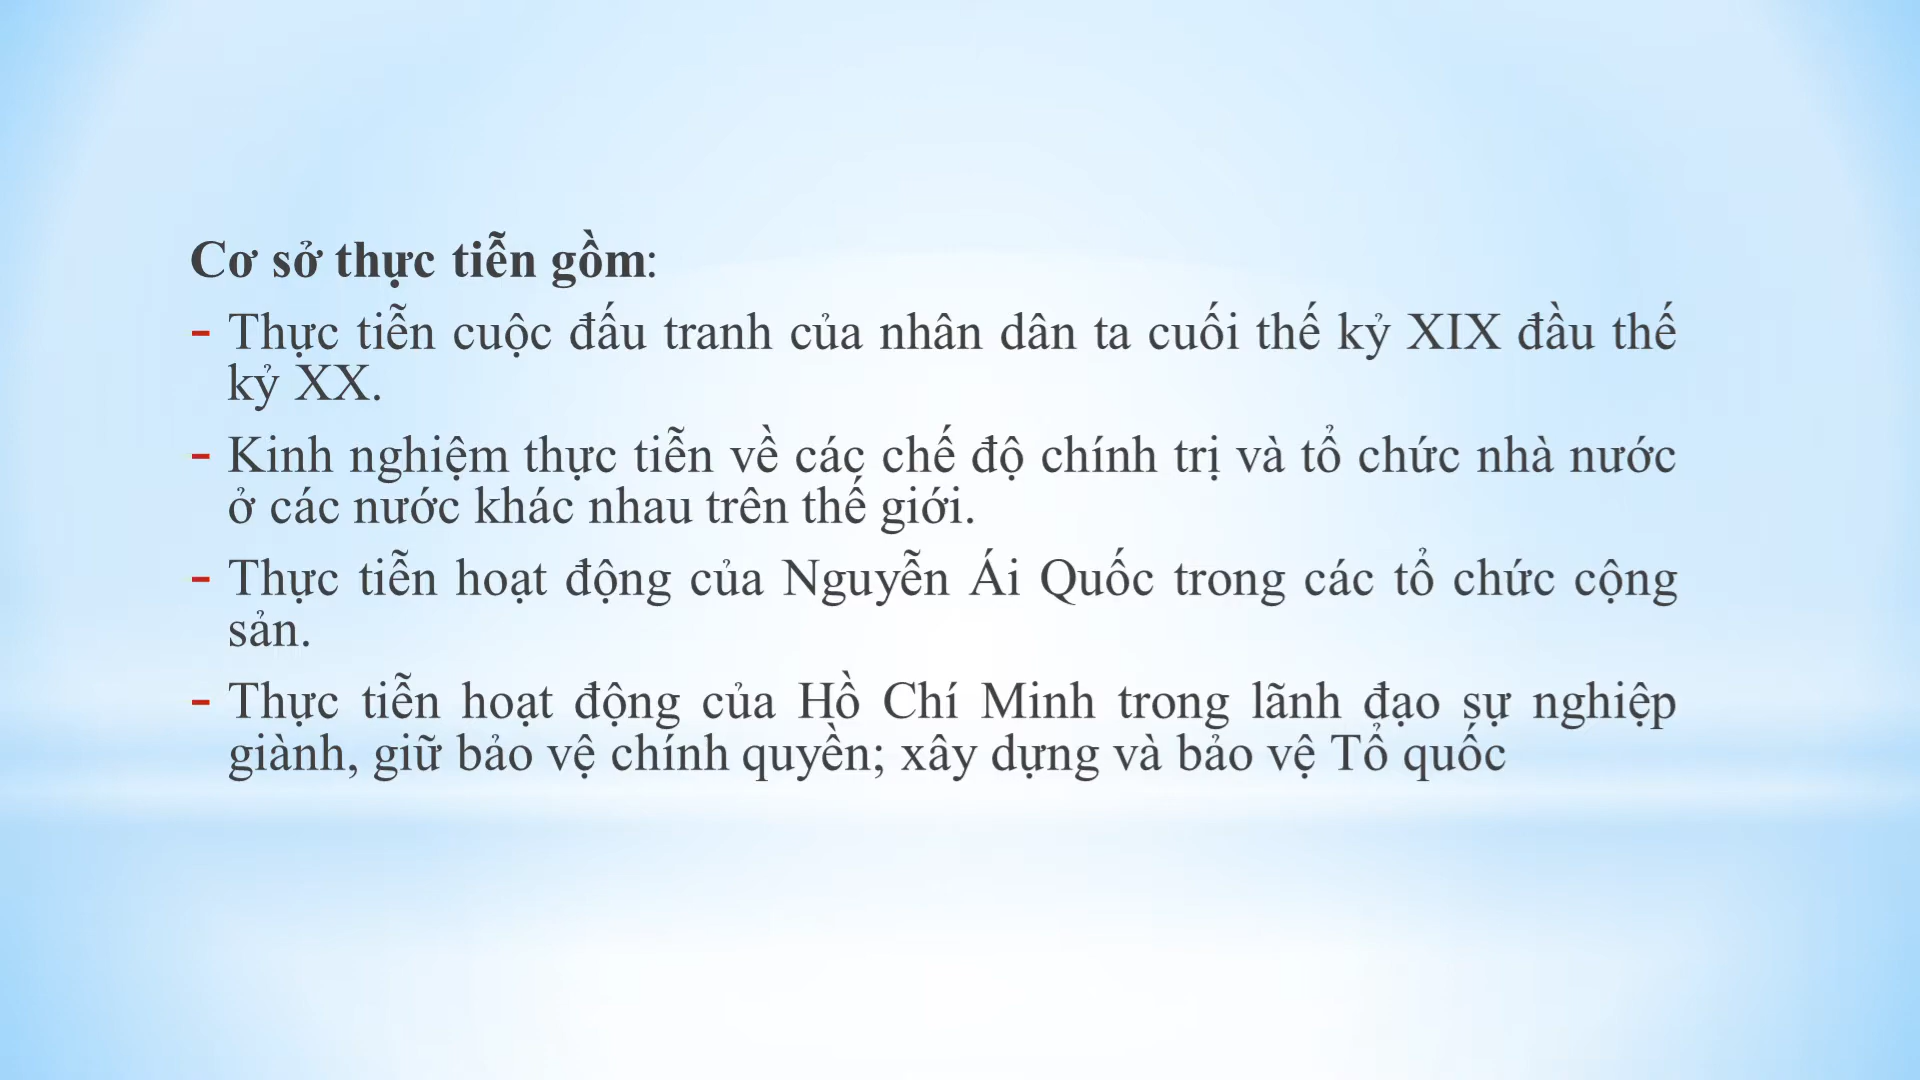 Cơ sở thực tiễn gồm:
- Thực tiễn cuộc đấu tranh của nhân dân ta cuối thế kỷ XIX đầu thế
kỷ XX.
- Kinh nghiệm thực tiễn về các chế độ chính trị và tổ chức nhà nước
ở các nước khác nhau trên thế giới.
- Thực tiễn hoạt động của Nguyễn Ái Quốc trong các tổ chức cộng
sản.
- Thực tiễn hoạt động của Hồ Chí Minh trong lãnh đạo sự nghiệp
giành, giữ bảo vệ chính quyền; xây dựng và bảo vệ Tổ quốc